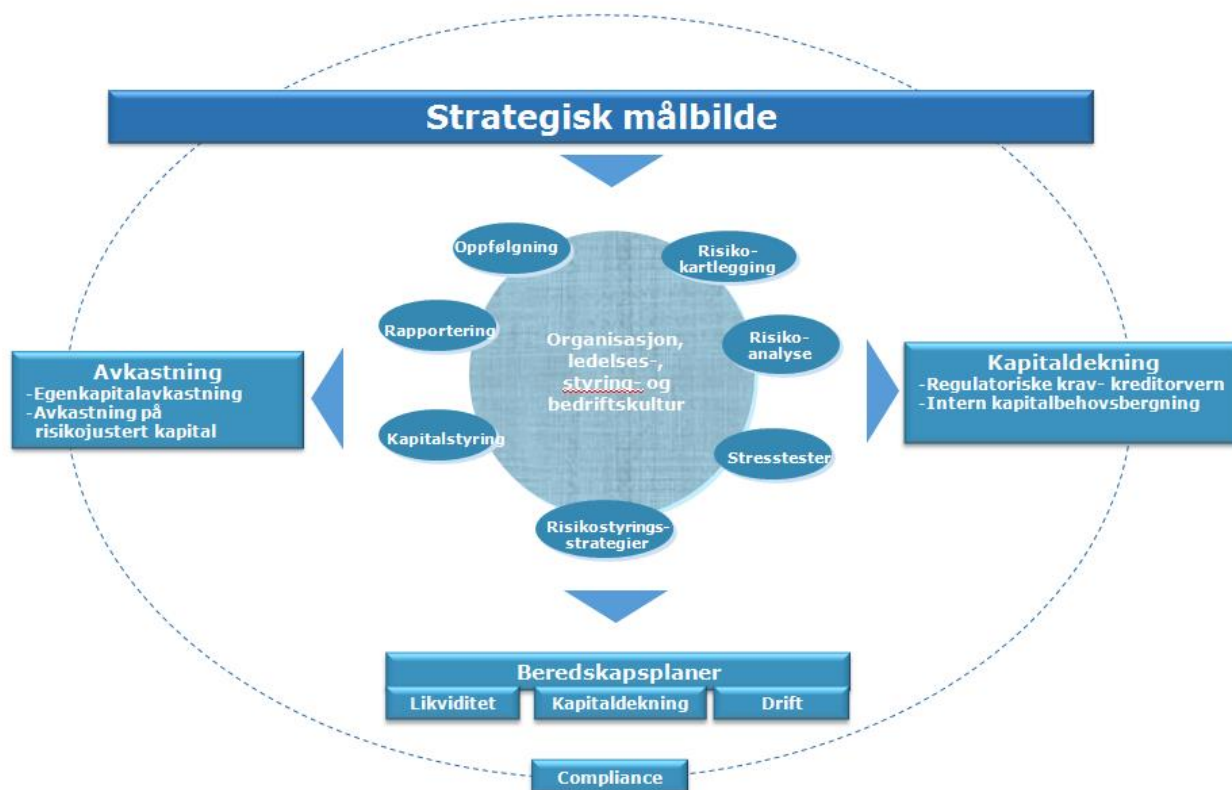 Strategisk målbilde
Oppfølgning
Risiko-
kartlegging
Rapportering
Organisasjon,
ledelses-,
styring- og
bedriftskultur
Risiko-
analyse
Avkastning
-Egenkapitalavkastning
-Avkastning på
risikojustert kapital
Kapitaldekning
-Regulatoriske krav- kreditorvern
-Intern kapitalbehovsbergning
Kapitalstyring
Stresstester
Risikostyrings-
strategier
Beredskapsplaner
Likviditet
Kapitaldekning
Drift
Compliance